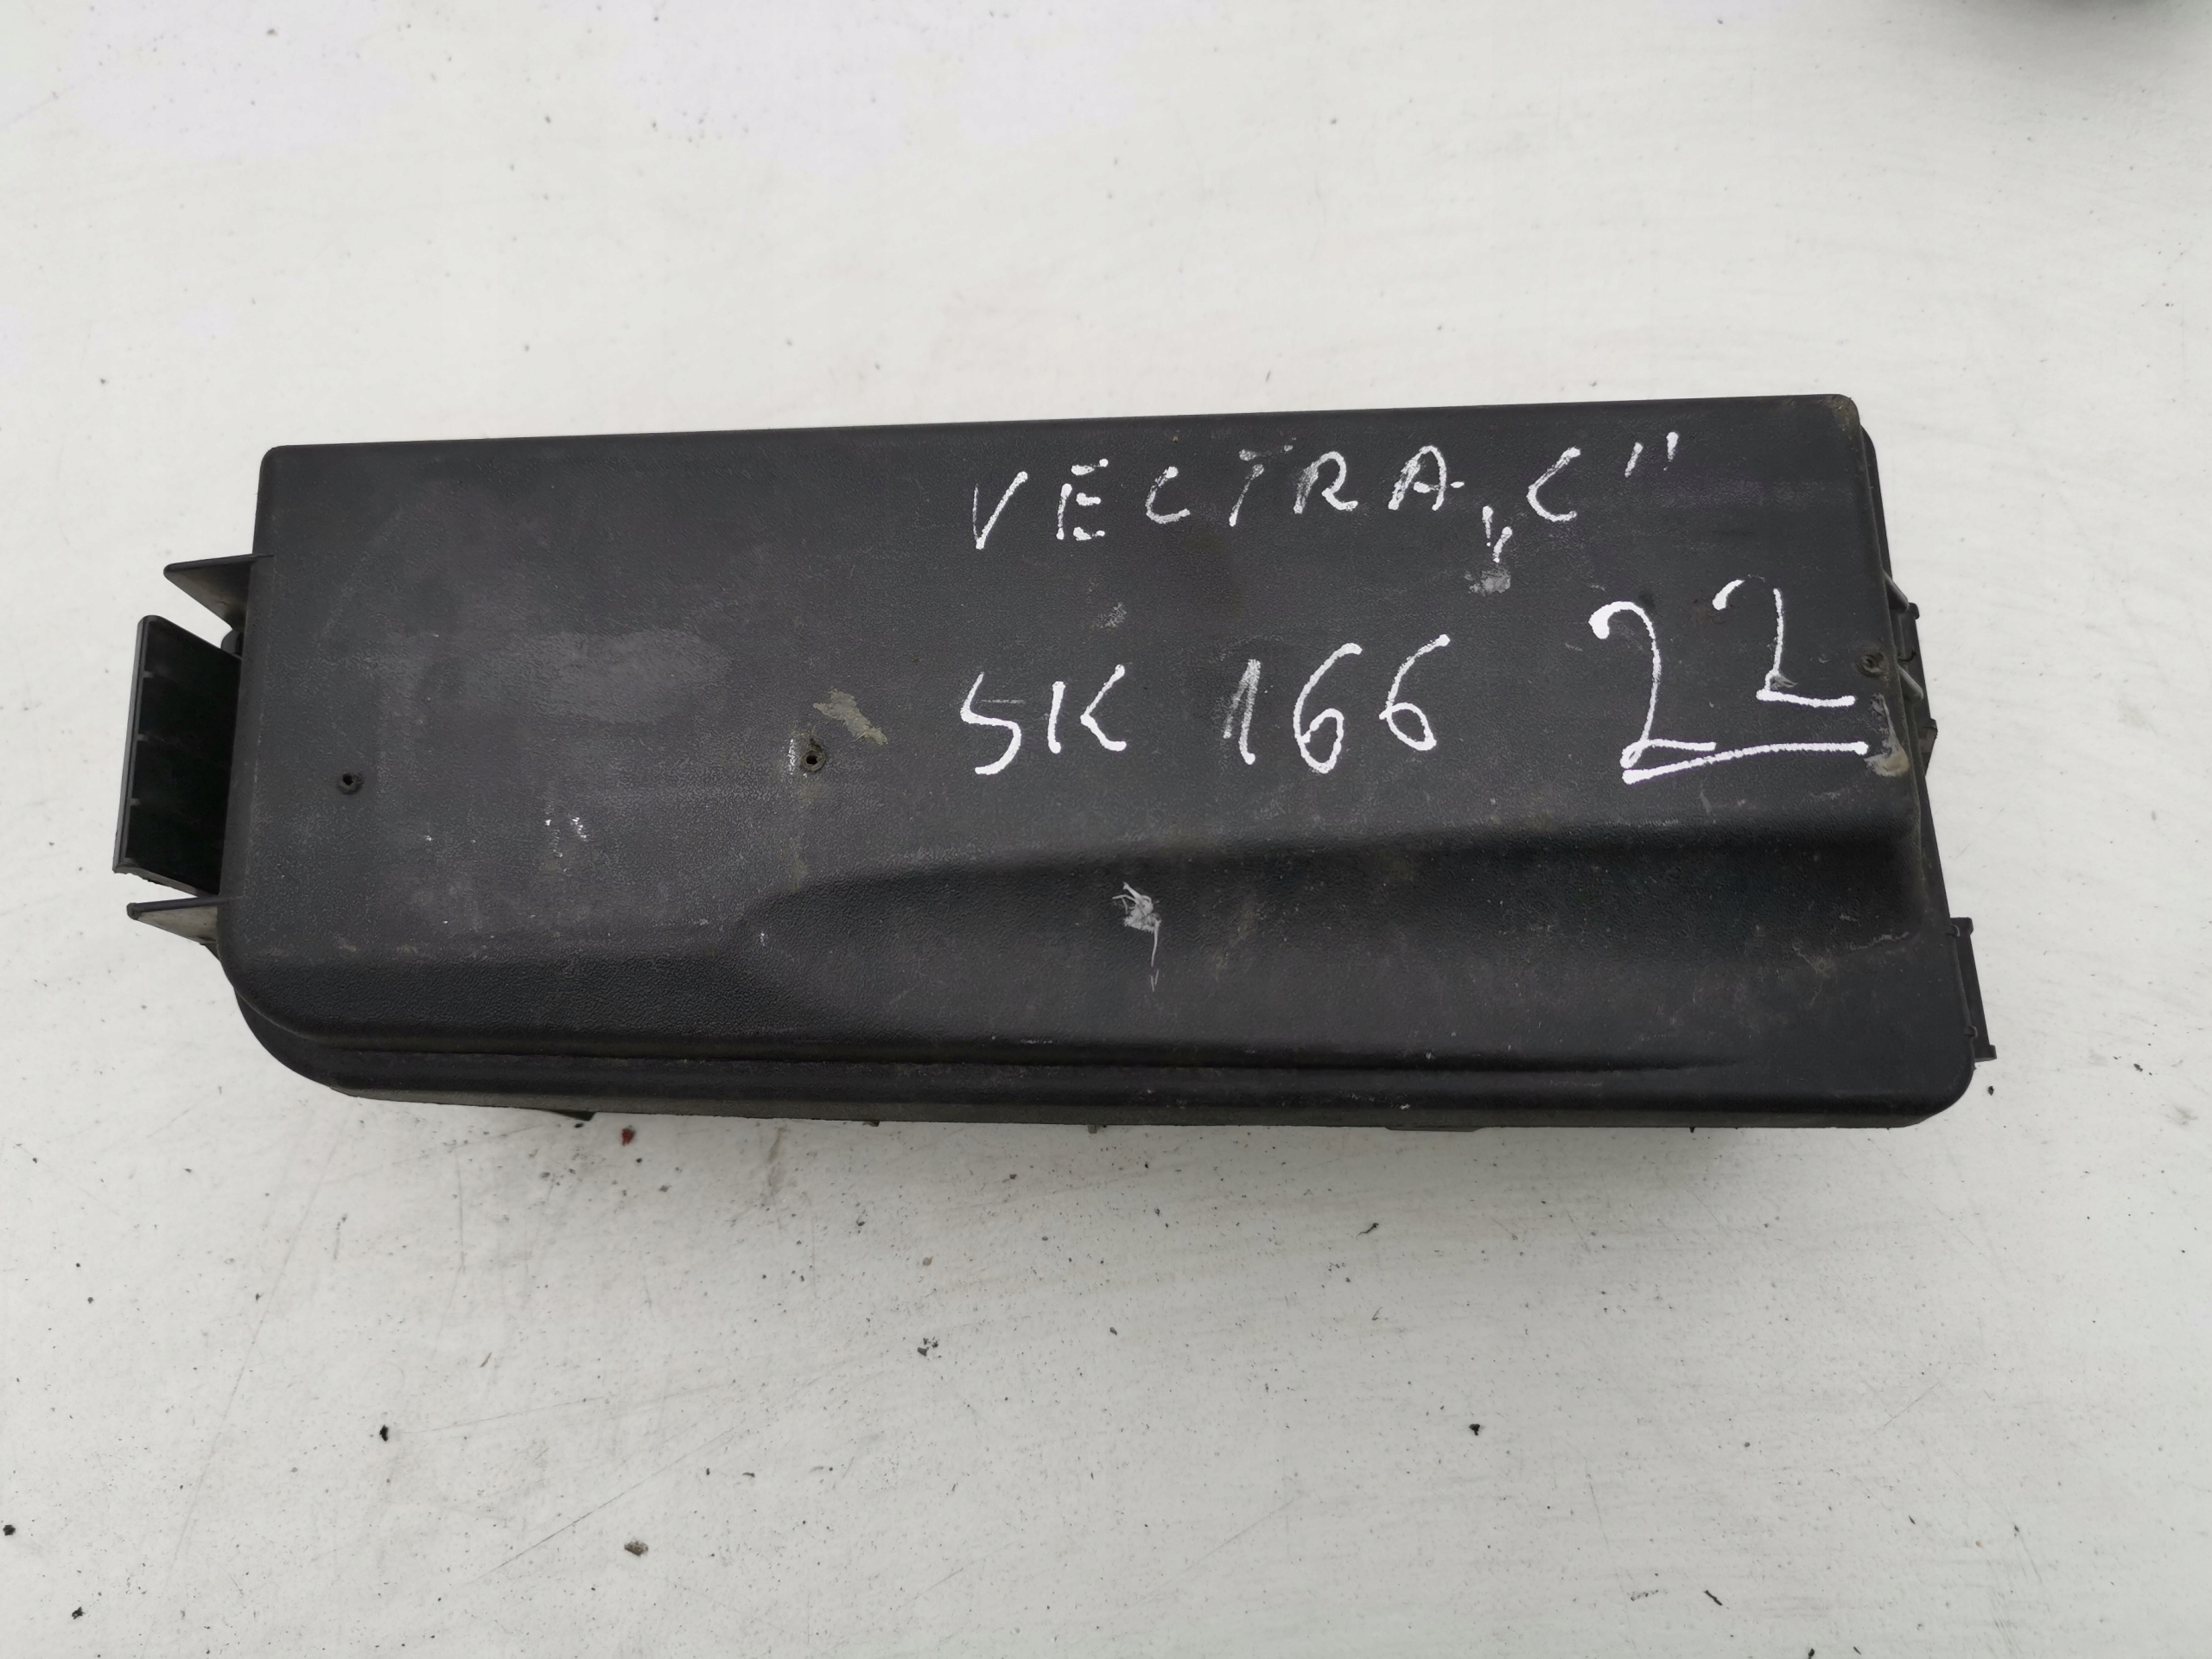 VECTRA „C"
SK 166 22